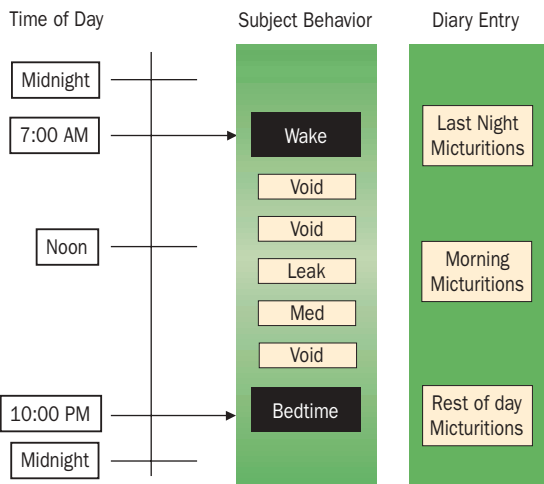 Time of Day
Subject Behavior
Diary Entry
Midnight
7:00 AM
Wake
Last Night
Micturitions
Void
Void
Noon
Leak
Morning
Micturitions
Med
Void
10:00 PM
Bedtime
Rest of day
Micturitions
Midnight